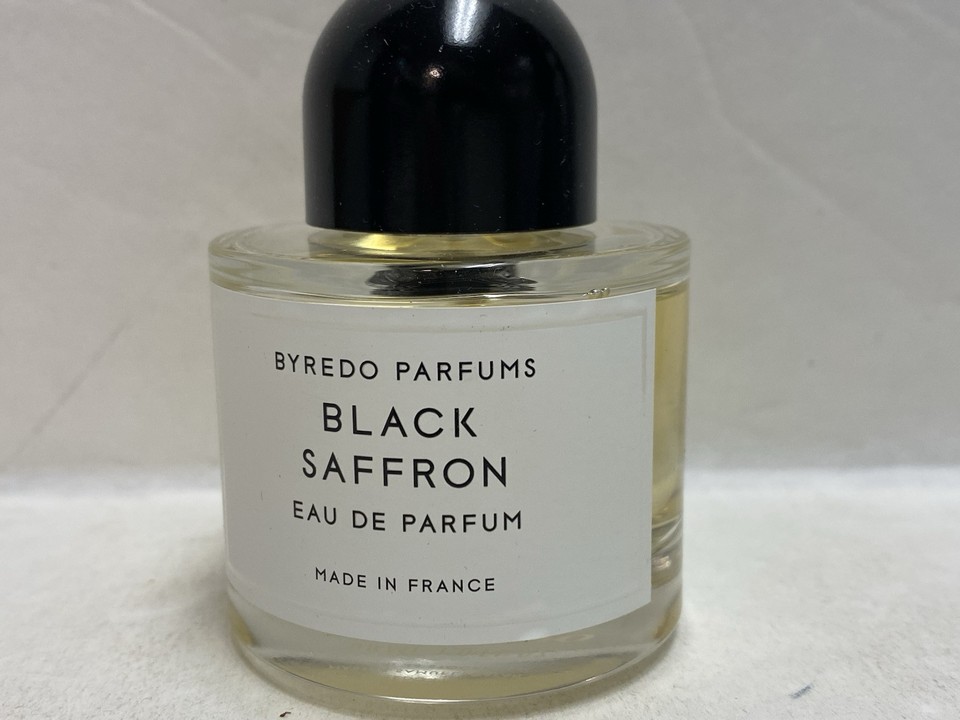 BYREDO PARFUMS
BLACK
SAFFRON
EAU DE PARFUM
MADE IN FRANCE